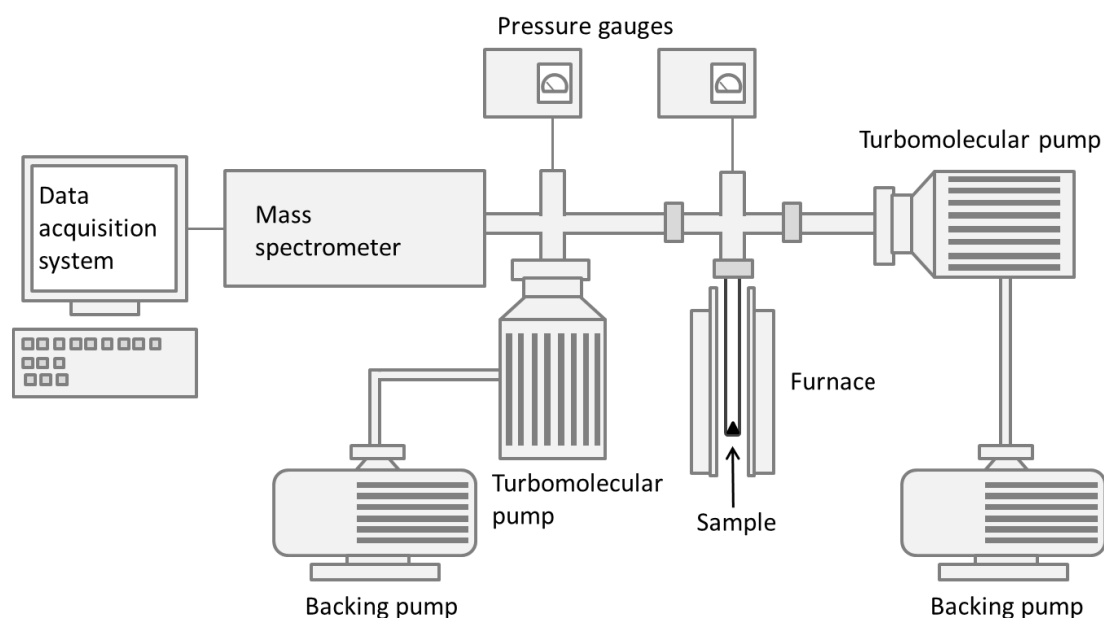 Pressure gauges
Turbomolecular pump
Data
acquisition
system
Mass
spectrometer
Furnace
Turbomolecular
pump
Sample
Backing pump
Backing pump